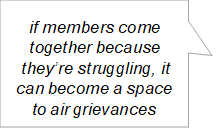 if members come
together because
they're struggling, it
can become a space
to air grievances